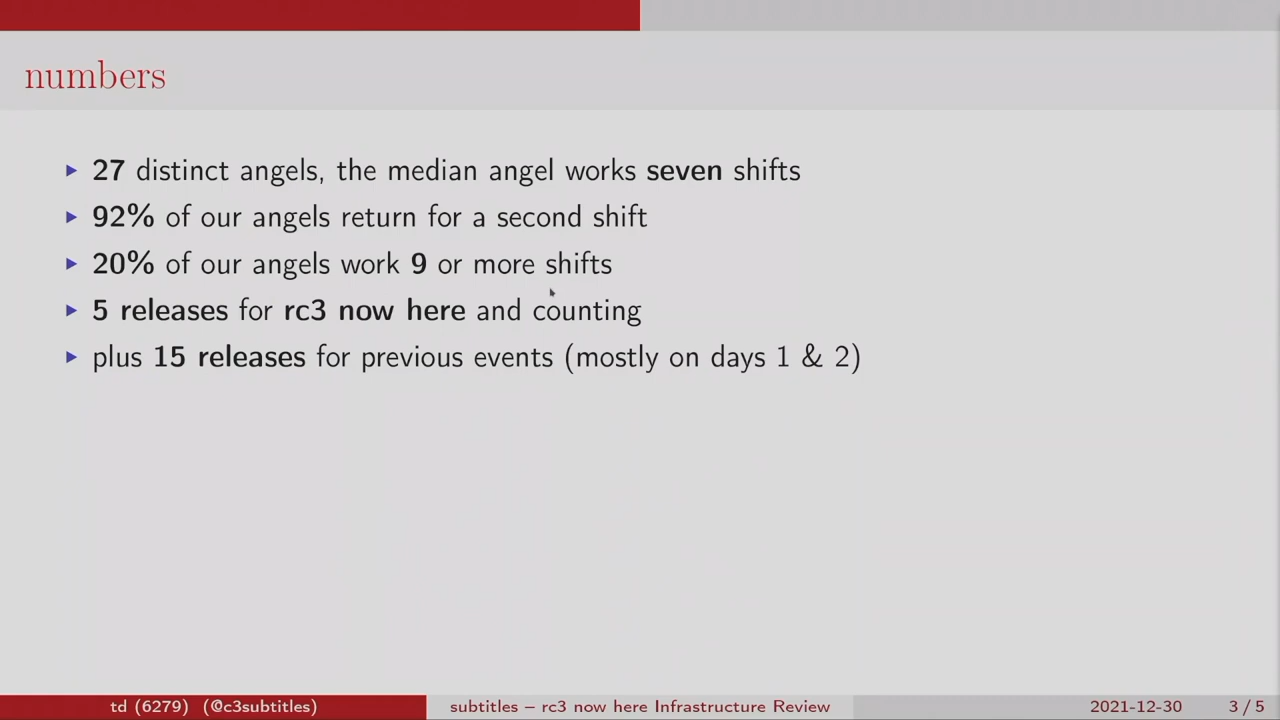 numbers
▶ 27 distinct angels, the median angel works seven shifts
▶ 92% of our angels return for a second shift
▶ 20% of our angels work 9 or more shifts
▶ 5 releases for rc3 now here and counting
▶ plus 15 releases for previous events (mostly on days 1 & 2)
td (6279) (@c3subtitles) subtitles – rc3 now here Infrastructure Review 2021-12-30 3 / 5